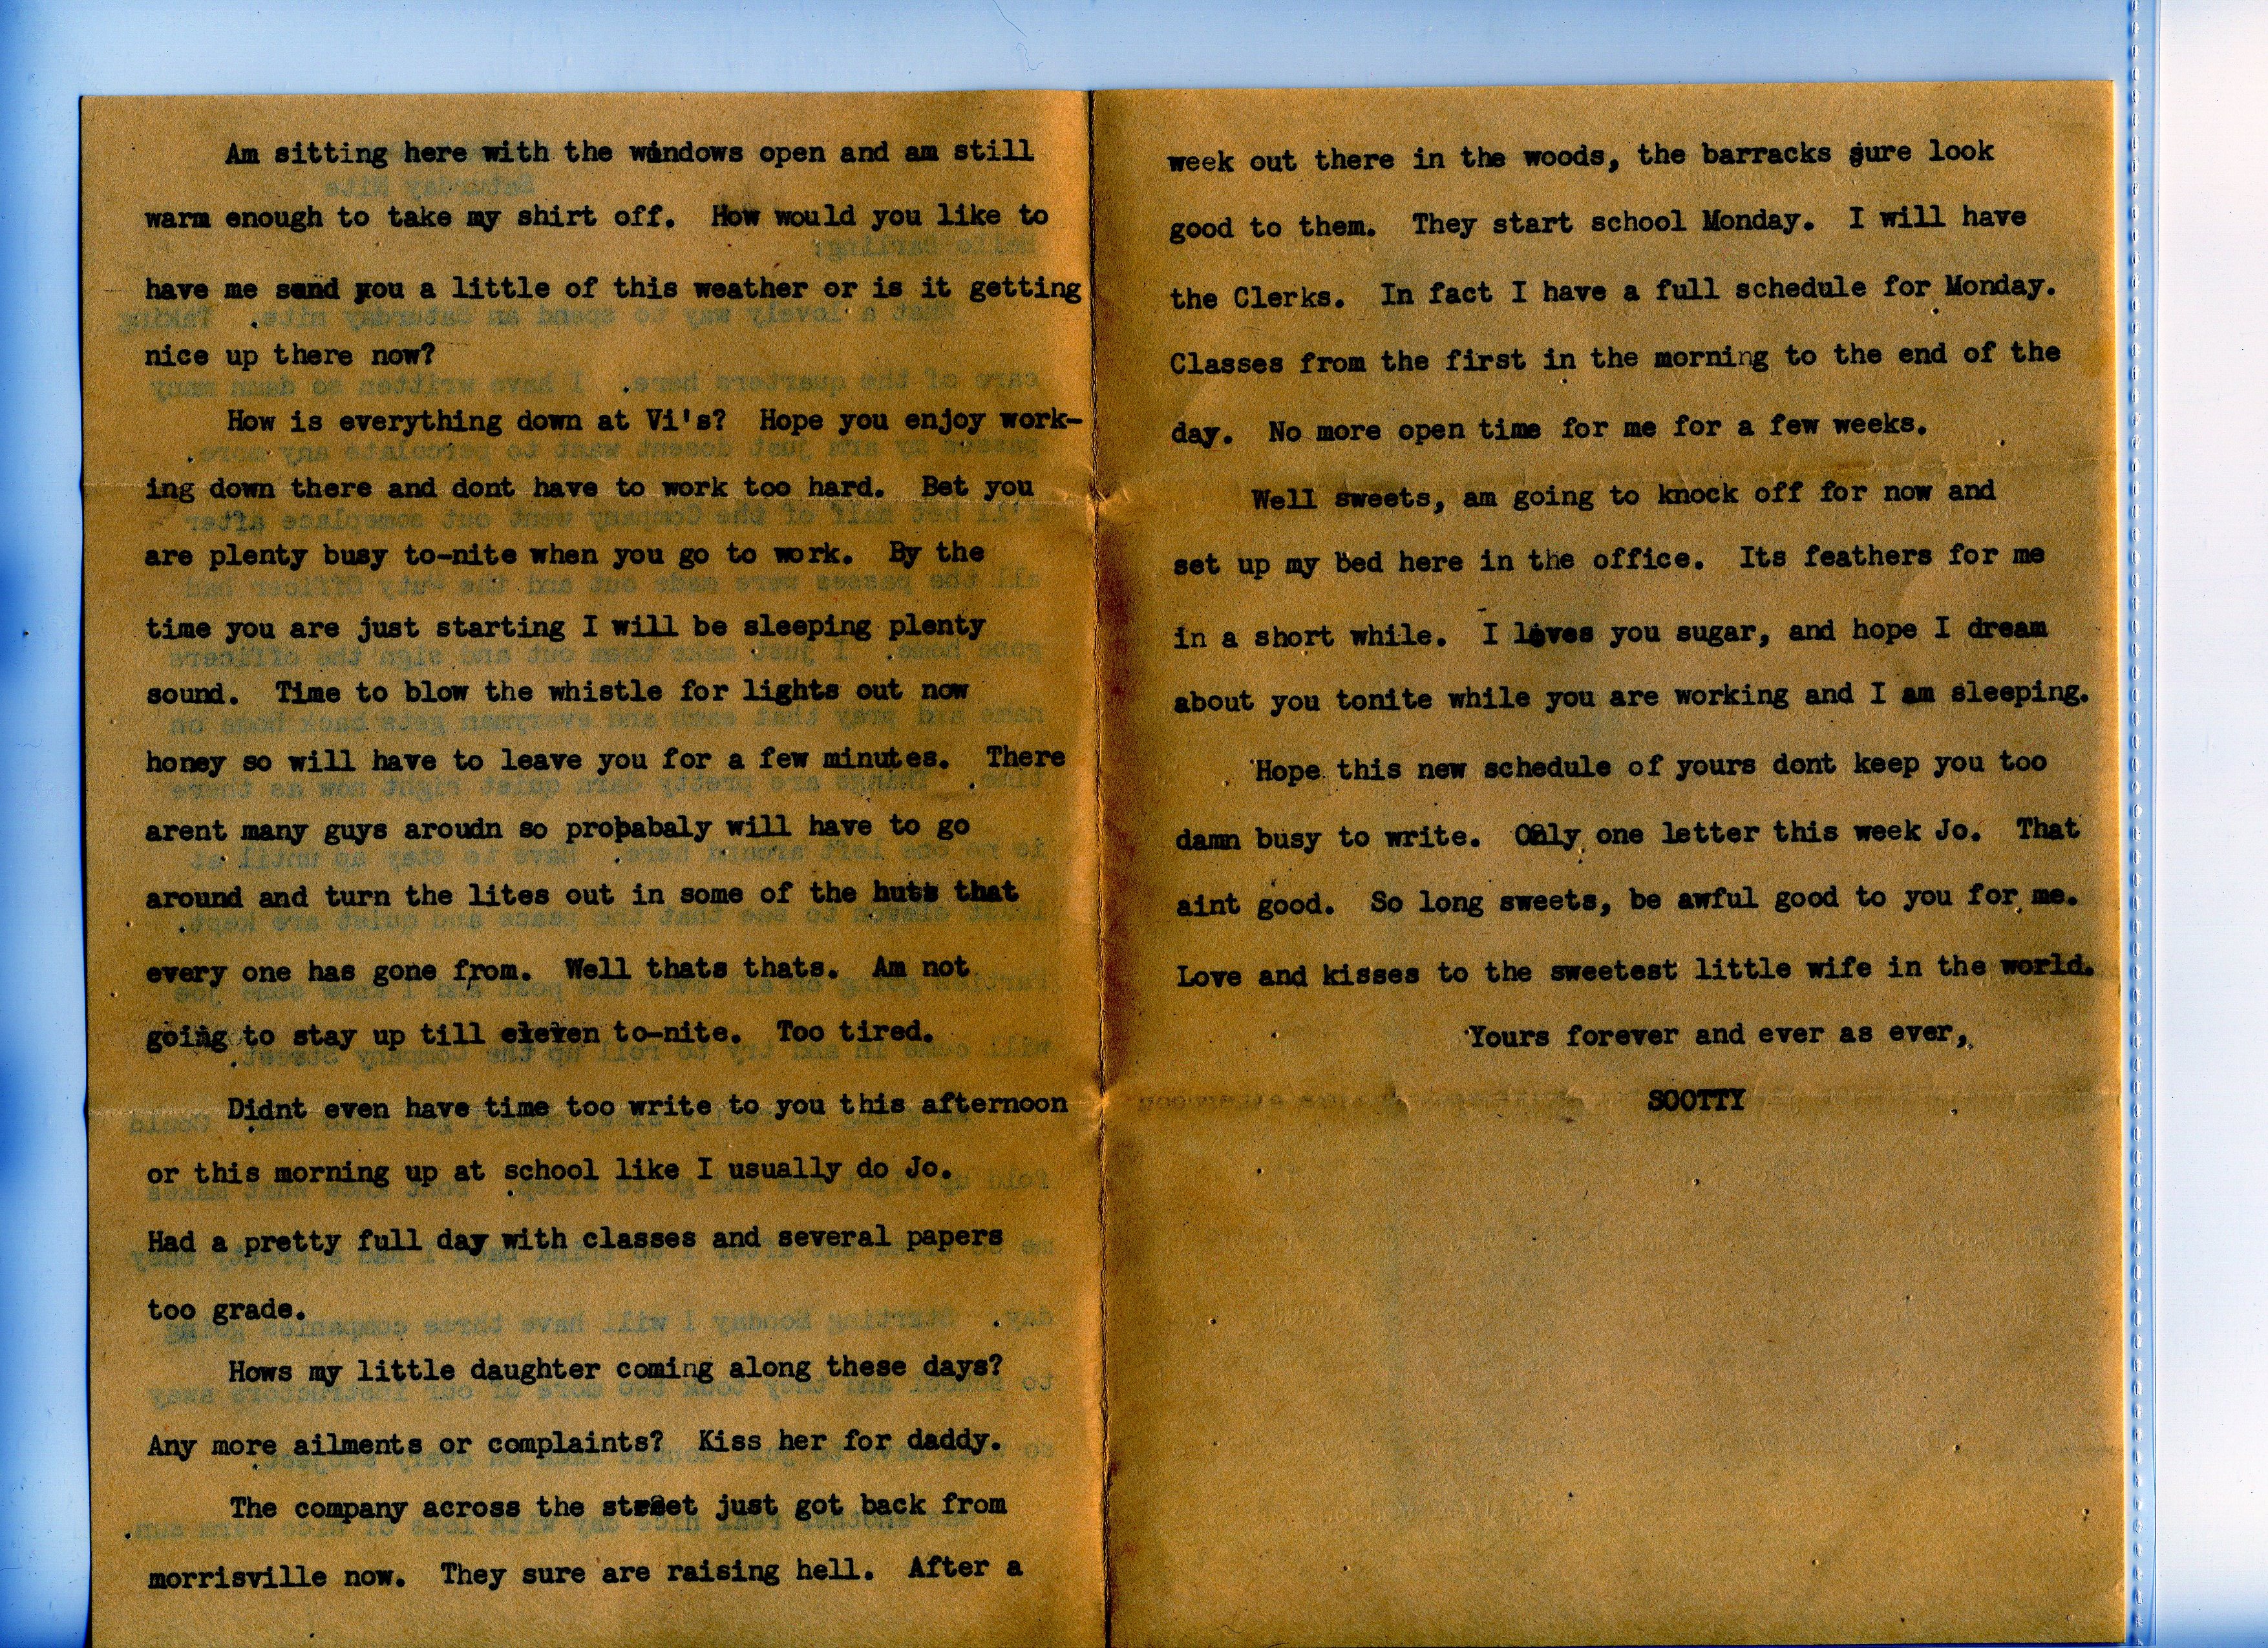 Am sitting here with the windows open and am still
warm enough to take my shirt off. How would you like to
have me send you a little of this weather or is it getting
nice up there now?
How is everything down at Vi's? Hope you enjoy work-
ing down there and dont have to work too hard. Bet you
are plenty busy to-nite when you go to work. By the
time you are just starting I will be sleeping plenty
sound. Time to blow the whistle for lights out now
honey so will have to leave you for a few minutes. There
arent many guys aroudn so probabaly will have to go
around and turn the lites out in some of the huts that
every one has gone from. Well thats thats. Am not
going to stay up till eleven to-nite. Too tired.
Didnt even have time too write to you this afternoon
or this morning up at school like I usually do Jo.
Had a pretty full day with classes and several papers
too grade.
Hows my little daughter coming along these days?
Any more ailments or complaints? Kiss her for daddy.
The company across the street just got back from
morrisville now. They sure are raising hell. After a
week out there in the woods, the barracks sure look
good to them. They start school Monday. I will have
the Clerks. In fact I have a full schedule for Monday.
Classes from the first in the morning to the end of the
day. No more open time for me for a few weeks.
Well sweets, am going to knock off for now and
set up my bed here in the office. Its feathers for me
in a short while. I loves you sugar, and hope I dream
about you tonite while you are working and I am sleeping.
Hope this new schedule of yours dont keep you too
damn busy to write. Only one letter this week Jo. That
aint good. So long sweets, be awful good to you for me.
Love and kisses to the sweetest little wife in the world.
Yours forever and ever as ever,
SCOTTY